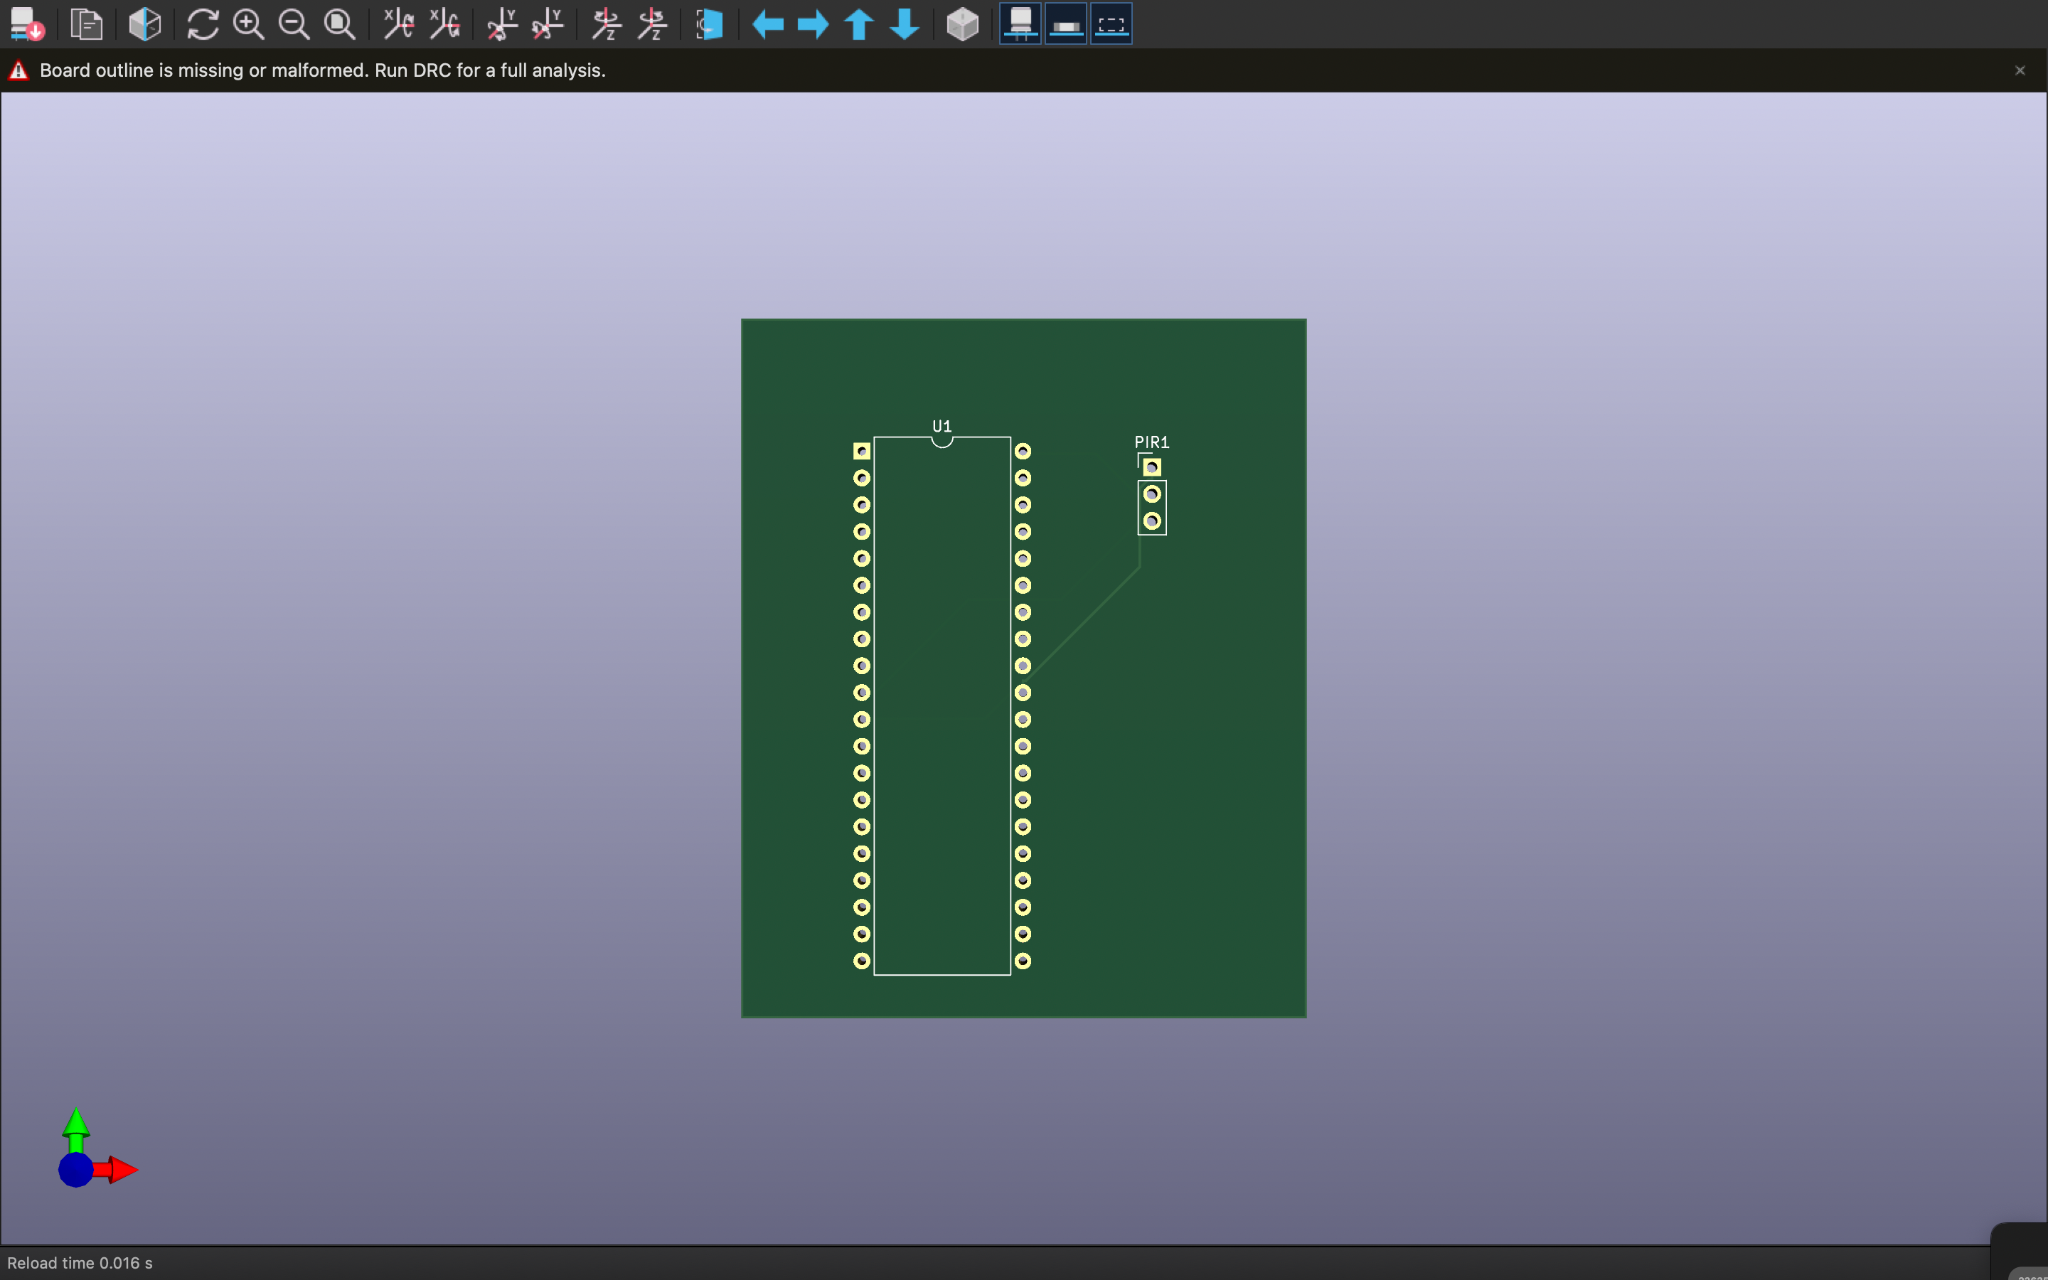 Board outline is missing or malformed. Run DRC for a full analysis.
U1
PIR1
Reload time 0.016 s